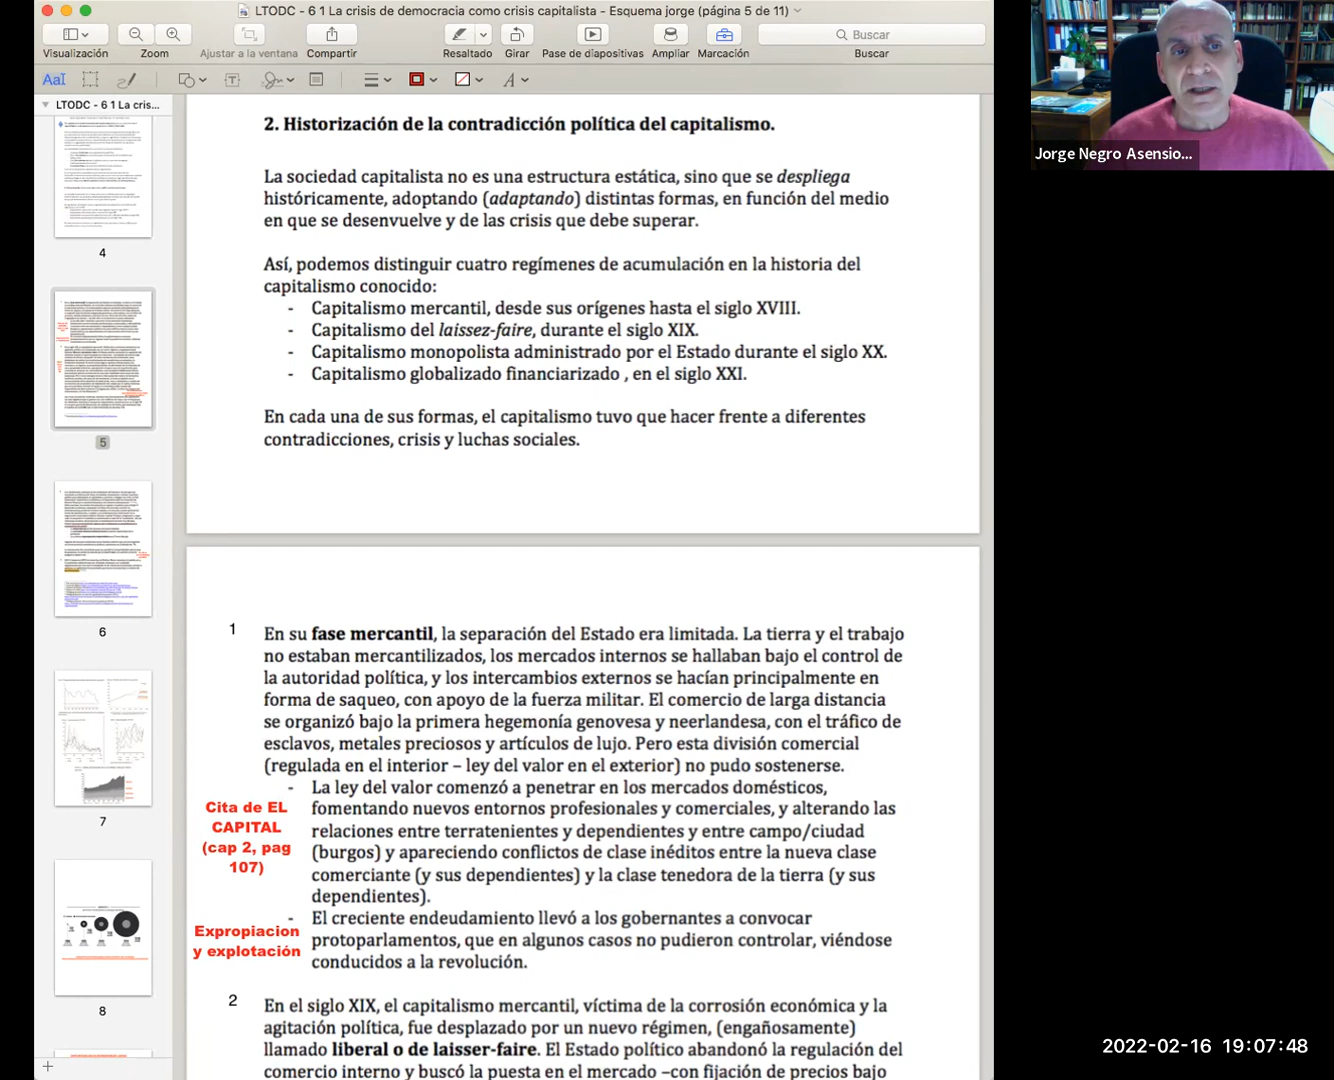 LTODC - 6 1 La crisis de democracia como crisis capitalista - Esquema jorge (página 5 de 11)
Visualización
Zoom
Ajustar a la ventana
Compartir
Resaltado
Girar
Pase de diapositivas
Ampliar
Marcación
Buscar
Buscar
AaI
T
A
LTODC - 6 1 La cris...
4
5
6
7
8
2. Historización de la contradicción política del capitalismo.
La sociedad capitalista no es una estructura estática, sino que se despliega
históricamente, adoptando (adaptando) distintas formas, en función del medio
en que se desenvuelve y de las crisis que debe superar.
Así, podemos distinguir cuatro regímenes de acumulación en la historia del
capitalismo conocido:
- Capitalismo mercantil, desde sus orígenes hasta el siglo XVIII.
- Capitalismo del laissez-faire, durante el siglo XIX.
- Capitalismo monopolista administrado por el Estado durante el siglo XX.
- Capitalismo globalizado financiarizado , en el siglo XXI.
En cada una de sus formas, el capitalismo tuvo que hacer frente a diferentes
contradicciones, crisis y luchas sociales.
1 En su fase mercantil, la separación del Estado era limitada. La tierra y el trabajo
no estaban mercantilizados, los mercados internos se hallaban bajo el control de
la autoridad política, y los intercambios externos se hacían principalmente en
forma de saqueo, con apoyo de la fuerza militar. El comercio de larga distancia
se organizó bajo la primera hegemonía genovesa y neerlandesa, con el tráfico de
esclavos, metales preciosos y artículos de lujo. Pero esta división comercial
(regulada en el interior – ley del valor en el exterior) no pudo sostenerse.
- La ley del valor comenzó a penetrar en los mercados domésticos,
fomentando nuevos entornos profesionales y comerciales, y alterando las
relaciones entre terratenientes y dependientes y entre campo/ciudad
(burgos) y apareciendo conflictos de clase inéditos entre la nueva clase
comerciante (y sus dependientes) y la clase tenedora de la tierra (y sus
dependientes).
Cita de EL
CAPITAL
(cap 2, pag
107)
- El creciente endeudamiento llevó a los gobernantes a convocar
protoparlamentos, que en algunos casos no pudieron controlar, viéndose
conducidos a la revolución.
Expropiacion
y explotación
2 En el siglo XIX, el capitalismo mercantil, víctima de la corrosión económica y la
agitación política, fue desplazado por un nuevo régimen, (engañosamente)
llamado liberal o de laisser-faire. El Estado político abandonó la regulación del
comercio interno y buscó la puesta en el mercado –con fijación de precios bajo
Jorge Negro Asensio...
2022-02-16 19:07:48